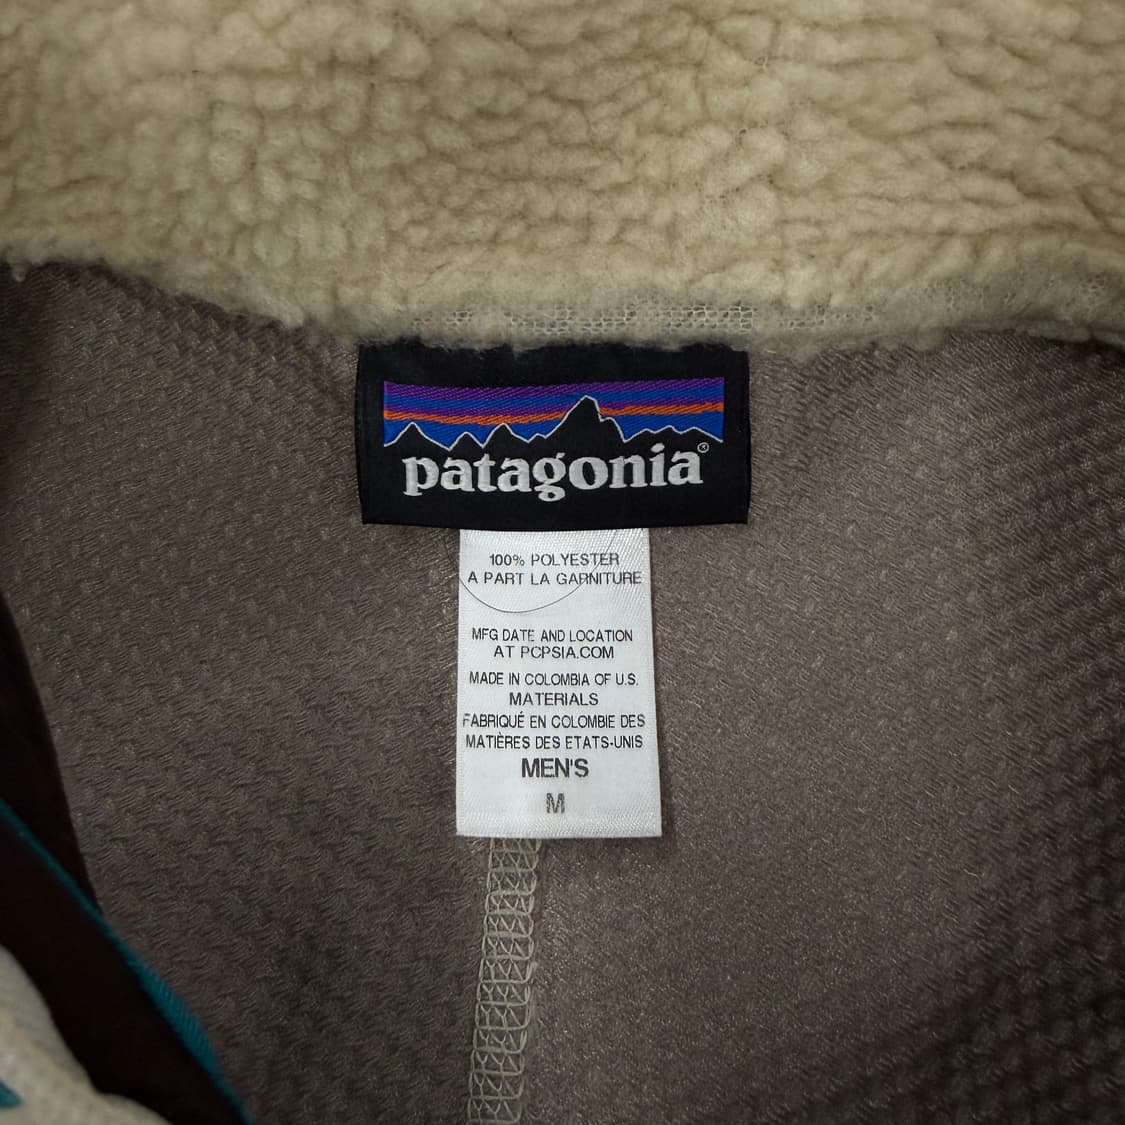 patagonia®
100% POLYESTER
A PART LA GARNITURE
MFG DATE AND LOCATION
AT PCPSIA.COM
MADE IN COLOMBIA OF U.S.
MATERIALS
FABRIQUÉ EN COLOMBIE DES
MATIÈRES DES ETATS-UNIS
MEN'S
M